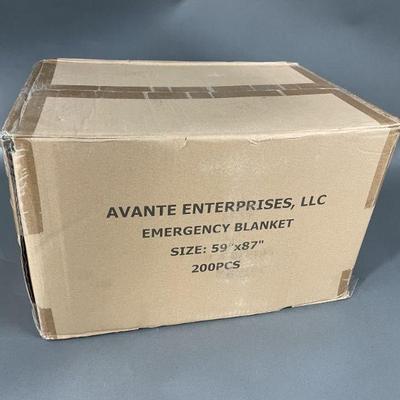 AVANTE ENTERPRISES, LLC
EMERGENCY BLANKET
SIZE: 59"x87"
200PCS